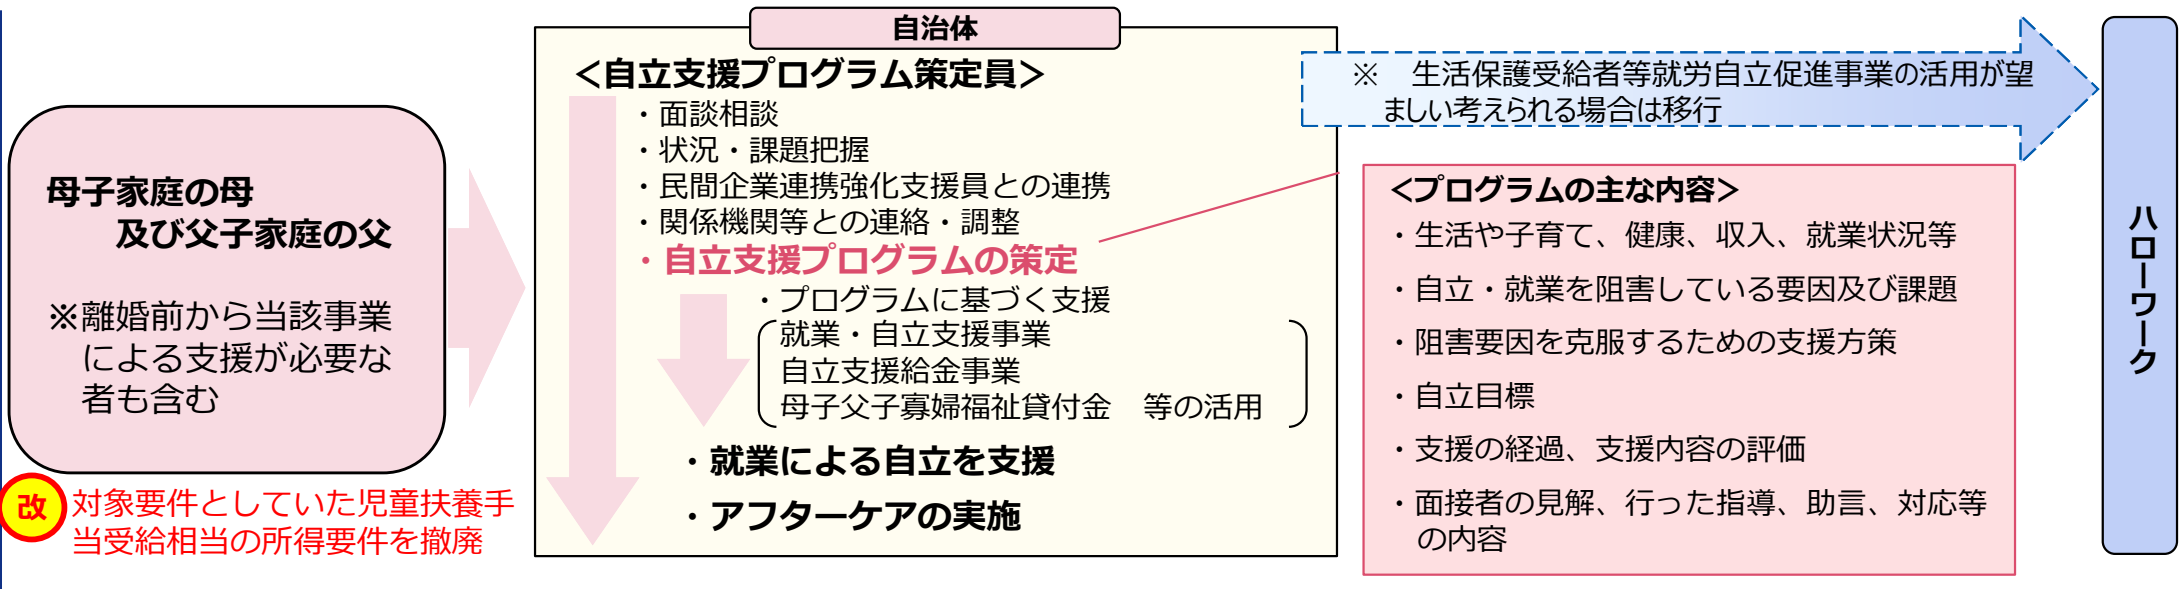 母子家庭の母
及び父子家庭の父
※離婚前から当該事業
による支援が必要な
者も含む
改
対象要件としていた児童扶養手
当受給相当の所得要件を撤廃
自治体
＜自立支援プログラム策定員＞
・面談相談
・状況・課題把握
・民間企業連携強化支援員との連携
・関係機関等との連絡・調整
・自立支援プログラムの策定
・プログラムに基づく支援
就業・自立支援事業
自立支援給金事業
母子父子寡婦福祉貸付金　等の活用
・就業による自立を支援
・アフターケアの実施
※　生活保護受給者等就労自立促進事業の活用が望
ましい考えられる場合は移行
＜プログラムの主な内容＞
・生活や子育て、健康、収入、就業状況等
・自立・就業を阻害している要因及び課題
・阻害要因を克服するための支援方策
・自立目標
・支援の経過、支援内容の評価
・面接者の見解、行った指導、助言、対応等
の内容
ハローワーク